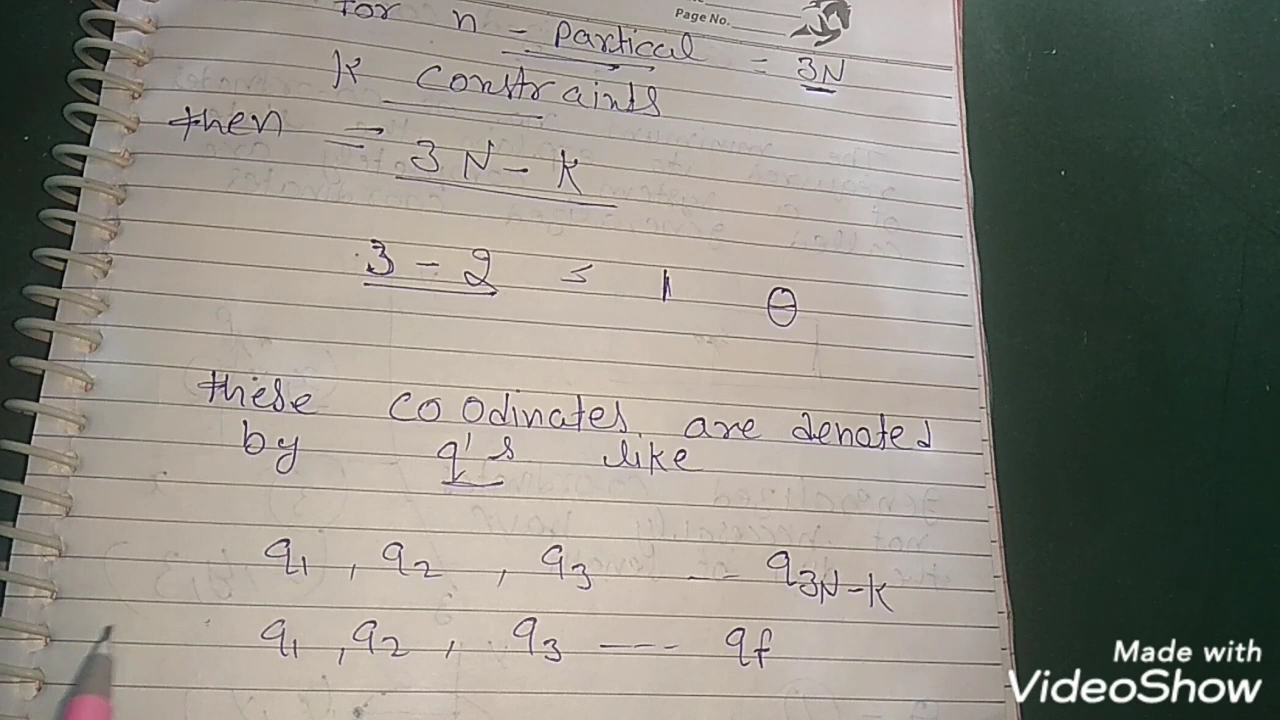 Page No.
For n - partical = 3N
k constraints
then = 3N - k
3 - 2 = 1 θ
these coodinates are denoted
by q's like
q1 , q2 , q3 -- q3N-K
q1 , q2 , q3 --- qf
Made with
VideoShow